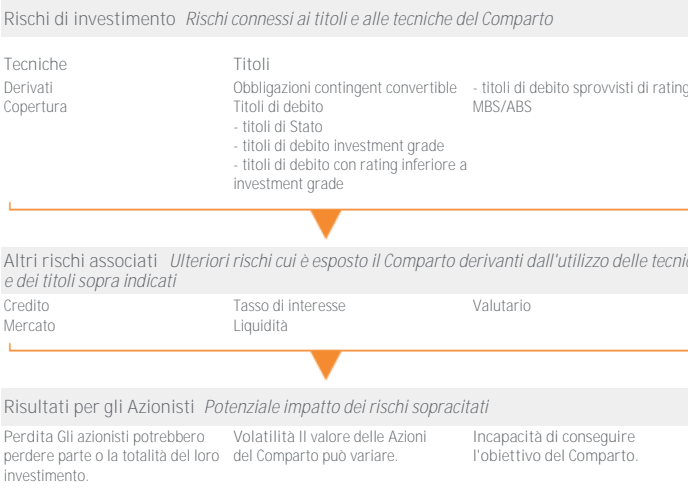 Rischi di investimento Rischi connessi ai titoli e alle tecniche del Comparto
Tecniche
Derivati
Copertura
Titoli
Obbligazioni contingent convertible
Titoli di debito
- titoli di Stato
- titoli di debito investment grade
- titoli di debito con rating inferiore a
investment grade
- titoli di debito sprovvisti di rating
MBS/ABS
Altri rischi associati Ulteriori rischi cui è esposto il Comparto derivanti dall'utilizzo delle
e dei titoli sopra indicati
Credito
Mercato
Tasso di interesse
Liquidità
Valutario
Risultati per gli Azionisti Potenziale impatto dei rischi sopracitati
Perdita Gli azionisti potrebbero
perdere parte o la totalità del loro
investimento.
Volatilità Il valore delle Azioni
del Comparto può variare.
Incapacità di conseguire
l'obiettivo del Comparto.